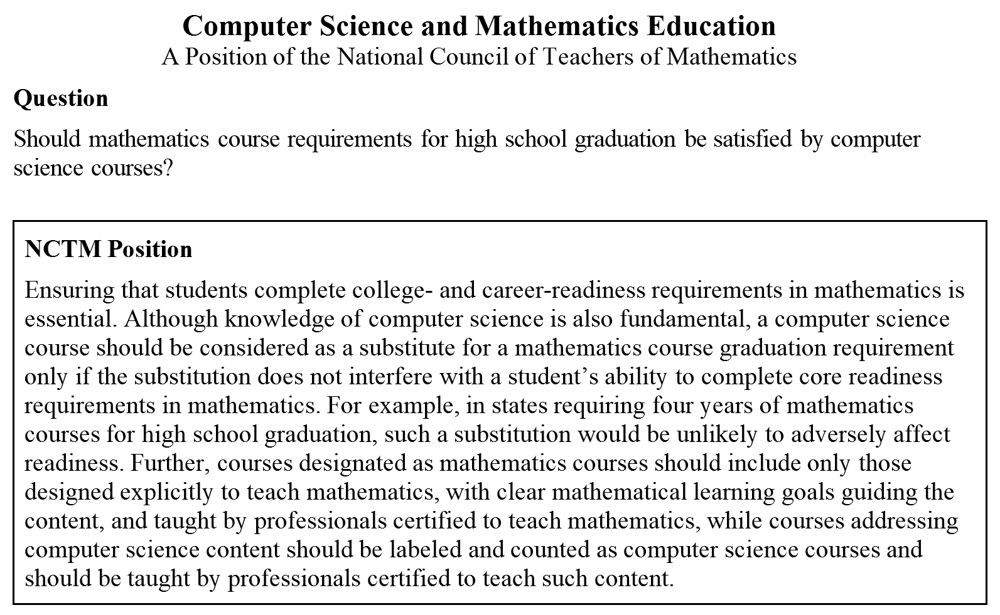 Computer Science and Mathematics Education
A Position of the National Council of Teachers of Mathematics
Question
Should mathematics course requirements for high school graduation be satisfied by computer
science courses?
NCTM Position
Ensuring that students complete college- and career-readiness requirements in mathematics is
essential. Although knowledge of computer science is also fundamental, a computer science
course should be considered as a substitute for a mathematics course graduation requirement
only if the substitution does not interfere with a student’s ability to complete core readiness
requirements in mathematics. For example, in states requiring four years of mathematics
courses for high school graduation, such a substitution would be unlikely to adversely affect
readiness. Further, courses designated as mathematics courses should include only those
designed explicitly to teach mathematics, with clear mathematical learning goals guiding the
content, and taught by professionals certified to teach mathematics, while courses addressing
computer science content should be labeled and counted as computer science courses and
should be taught by professionals certified to teach such content.